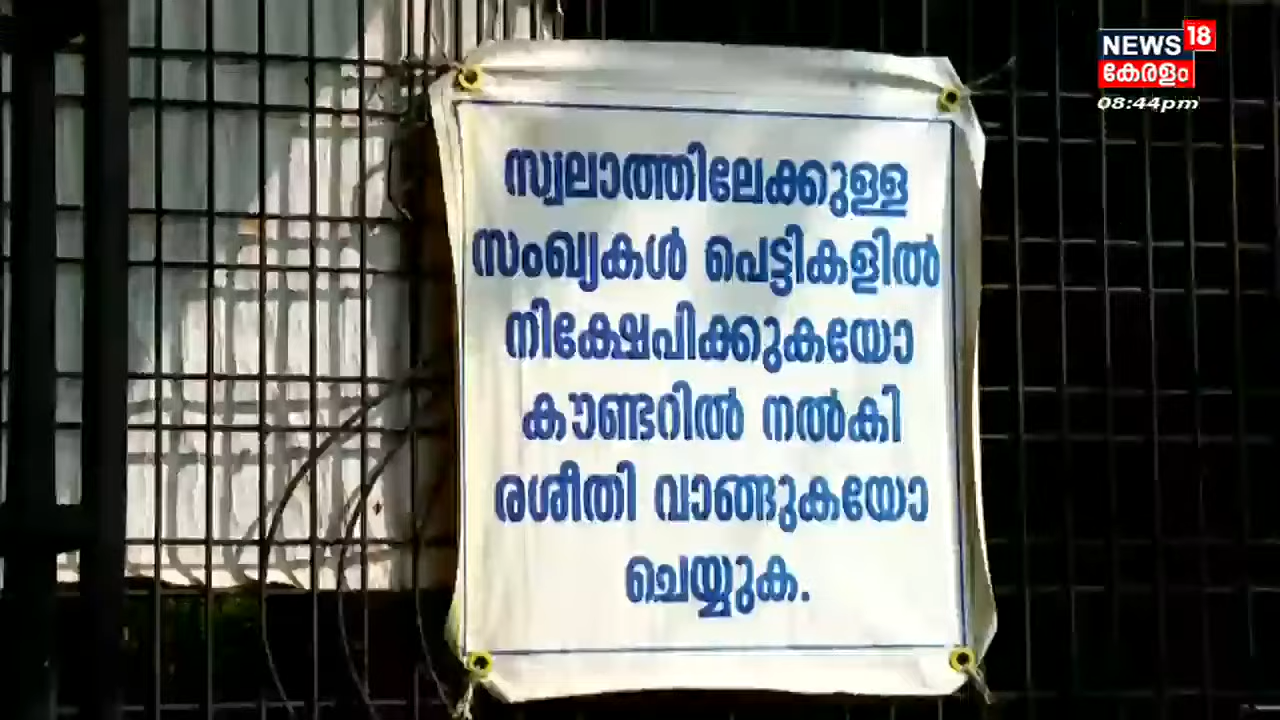 NEWS 18
കേരളം
08:44pm
സ്വലാത്തിലേക്കുള്ള
സംഖ്യകൾ പെട്ടികളിൽ
നിക്ഷേപിക്കുകയോ
കൗണ്ടറിൽ നൽകി
രശീതി വാങ്ങുകയോ
ചെയ്യുക.